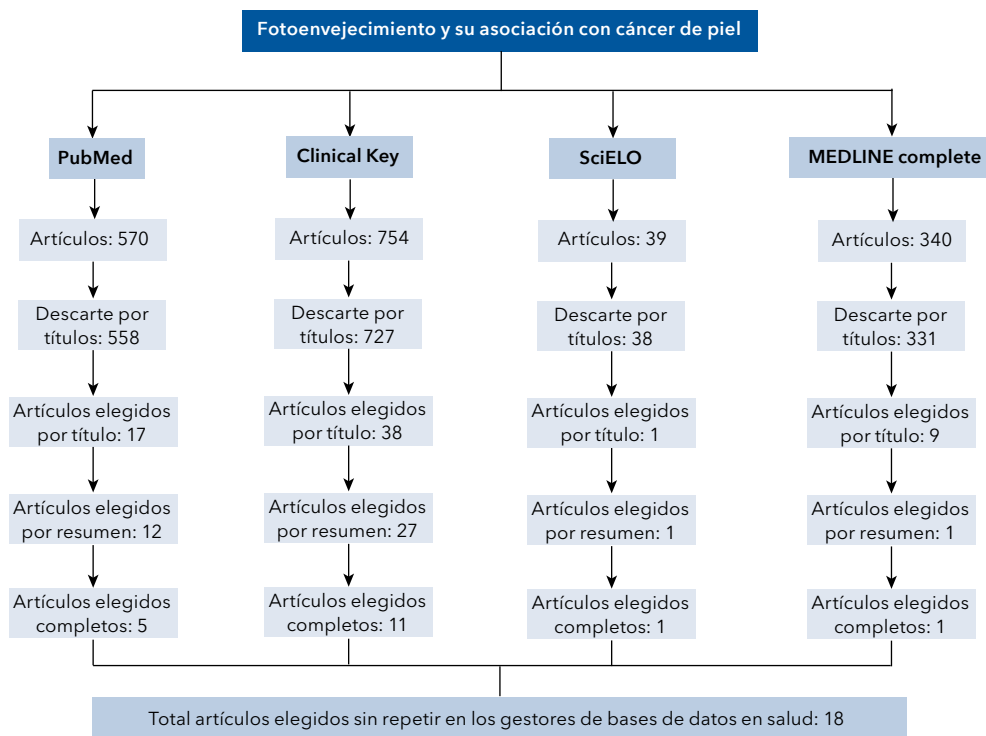 Fotoenvejecimiento y su asociación con cáncer de piel
PubMed
Clinical Key
SciELO
MEDLINE complete
Artículos: 570
Artículos: 754
Artículos: 39
Artículos: 340
Descarte por
títulos: 558
Descarte por
títulos: 727
Descarte por
títulos: 38
Descarte por
títulos: 331
Artículos elegidos
por título: 17
Artículos elegidos
por título: 38
Artículos elegidos
por título: 1
Artículos elegidos
por título: 9
Artículos elegidos
por resumen: 12
Artículos elegidos
por resumen: 27
Artículos elegidos
por resumen: 1
Artículos elegidos
por resumen: 1
Artículos elegidos
completos: 5
Artículos elegidos
completos: 11
Artículos elegidos
completos: 1
Artículos elegidos
completos: 1
Total artículos elegidos sin repetir en los gestores de bases de datos en salud: 18